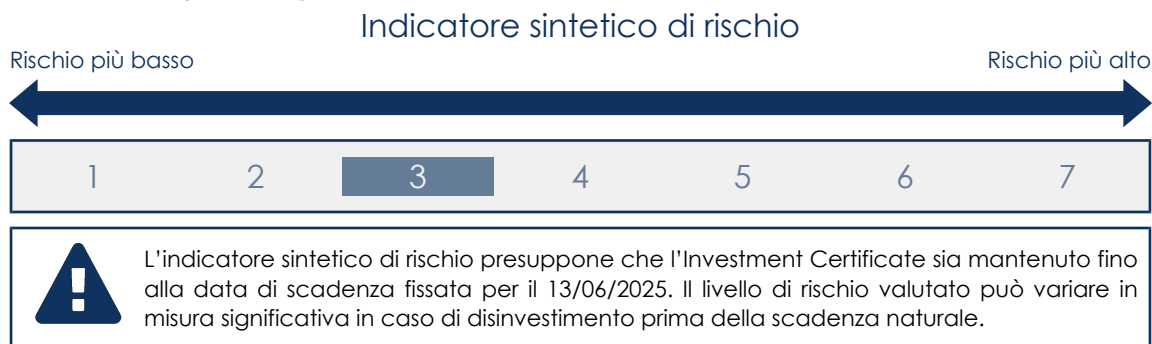 Indicatore sintetico di rischio
Rischio più basso
Rischio più alto
1 2 3 4 5 6 7
L'indicatore sintetico di rischio presuppone che l'Investment Certificate sia mantenuto fino
alla data di scadenza fissata per il 13/06/2025. Il livello di rischio valutato può variare in
misura significativa in caso di disinvestimento prima della scadenza naturale.